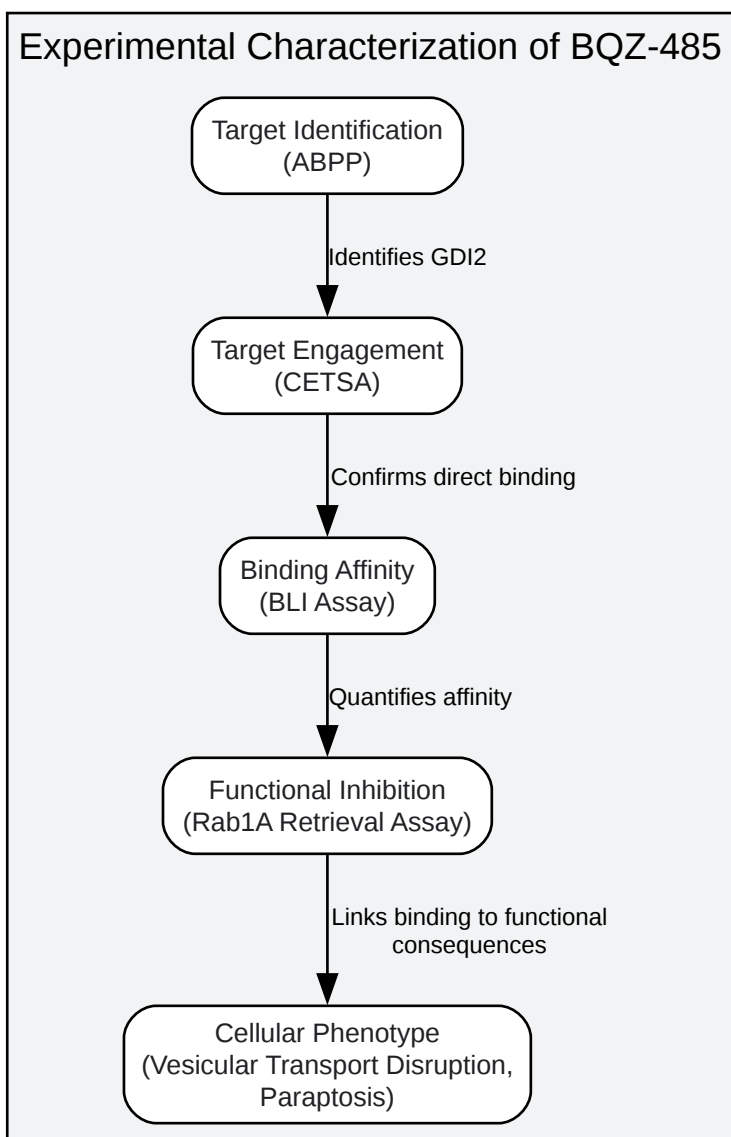 Experimental Characterization of BQZ-485
Target Identification
(ABPP)
Identifies GDI2
Target Engagement
(CETSA)
Confirms direct binding
Binding Affinity
(BLI Assay)
Quantifies affinity
Functional Inhibition
(Rab1A Retrieval Assay)
Links binding to functional
consequences
Cellular Phenotype
(Vesicular Transport Disruption,
Paraptosis)